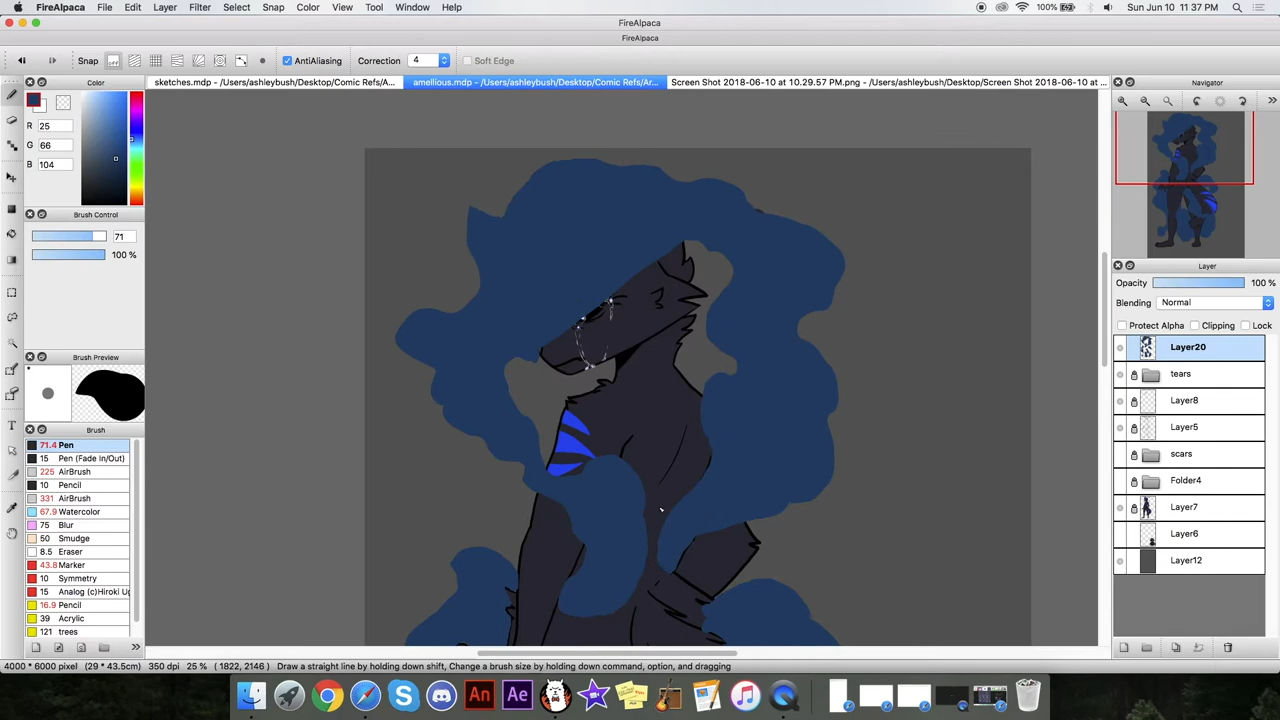 FireAlpaca File Edit Layer Filter Select Snap Color View Tool Window Help 100% Sun Jun 10 11:37 PM
FireAlpaca
FireAlpaca
Snap off AntiAliasing Correction 4 Soft Edge
Color
sketches.mdp - /Users/ashleybush/Desktop/Comic Refs/A...
amellious.mdp - /Users/ashleybush/Desktop/Comic Refs/Ar...
Screen Shot 2018-06-10 at 10.29.57 PM.png - /Users/ashleybush/Desktop/Screen Shot 2018-06-10 at ...
Navigator
R 25
G 66
B 104
Brush Control
71
100 %
Brush Preview
Brush
71.4 Pen
15 Pen (Fade In/Out)
225 AirBrush
10 Pencil
331 AirBrush
67.9 Watercolor
75 Blur
50 Smudge
8.5 Eraser
43.8 Marker
10 Symmetry
15 Analog (c)Hiroki Ug
16.9 Pencil
39 Acrylic
121 trees
Layer
Opacity 100 %
Blending Normal
Protect Alpha Clipping Lock
Layer20
tears
Layer8
Layer5
scars
Folder4
Layer7
Layer6
Layer12
4000 * 6000 pixel (29 * 43.5cm) 350 dpi 25 % (1822, 2146) Draw a straight line by holding down shift, Change a brush size by holding down command, option, and dragging
An Ae